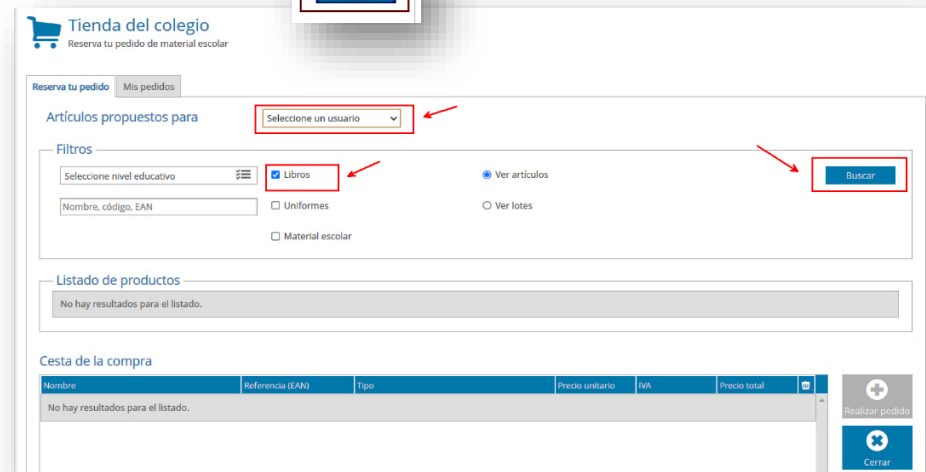 Tienda del colegio
Reserva tu pedido de material escolar
Reserva tu pedido Mis pedidos
Artículos propuestos para Seleccione un usuario
Filtros
Seleccione nivel educativo Libros Ver artículos Buscar
Nombre, código, EAN Uniformes Ver lotes
Material escolar
Listado de productos
No hay resultados para el listado.
Cesta de la compra
Nombre Referencia (EAN) Tipo Precio unitario IVA Precio total
No hay resultados para el listado.
Realizar pedido
Cerrar